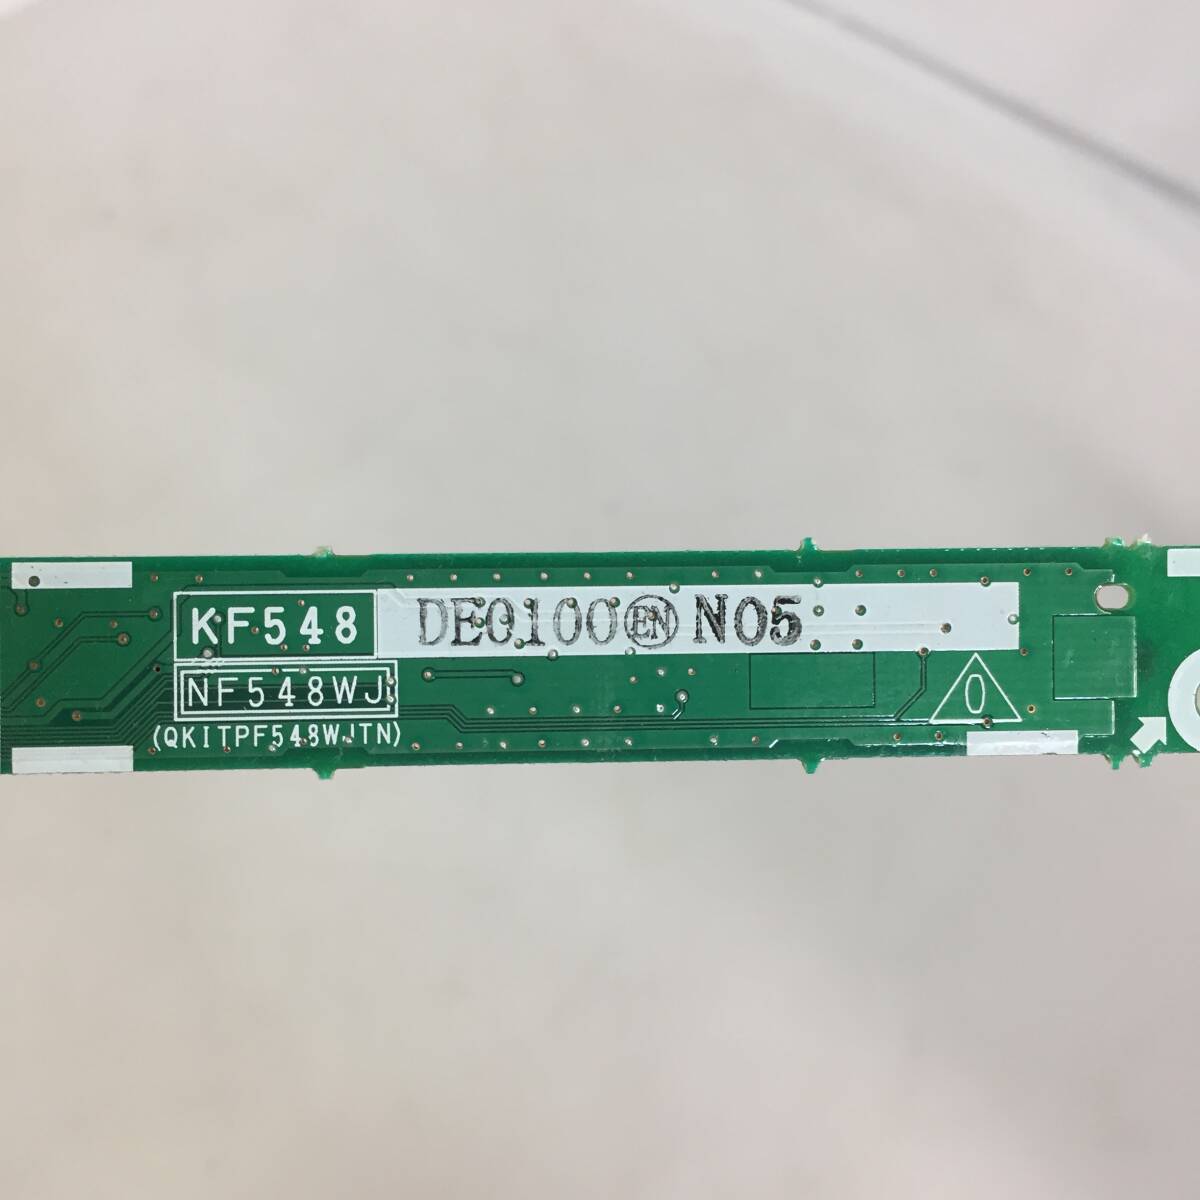 KF548 DE0100 EN N05
NF548WJ
0
(QKITPF548WJTN)